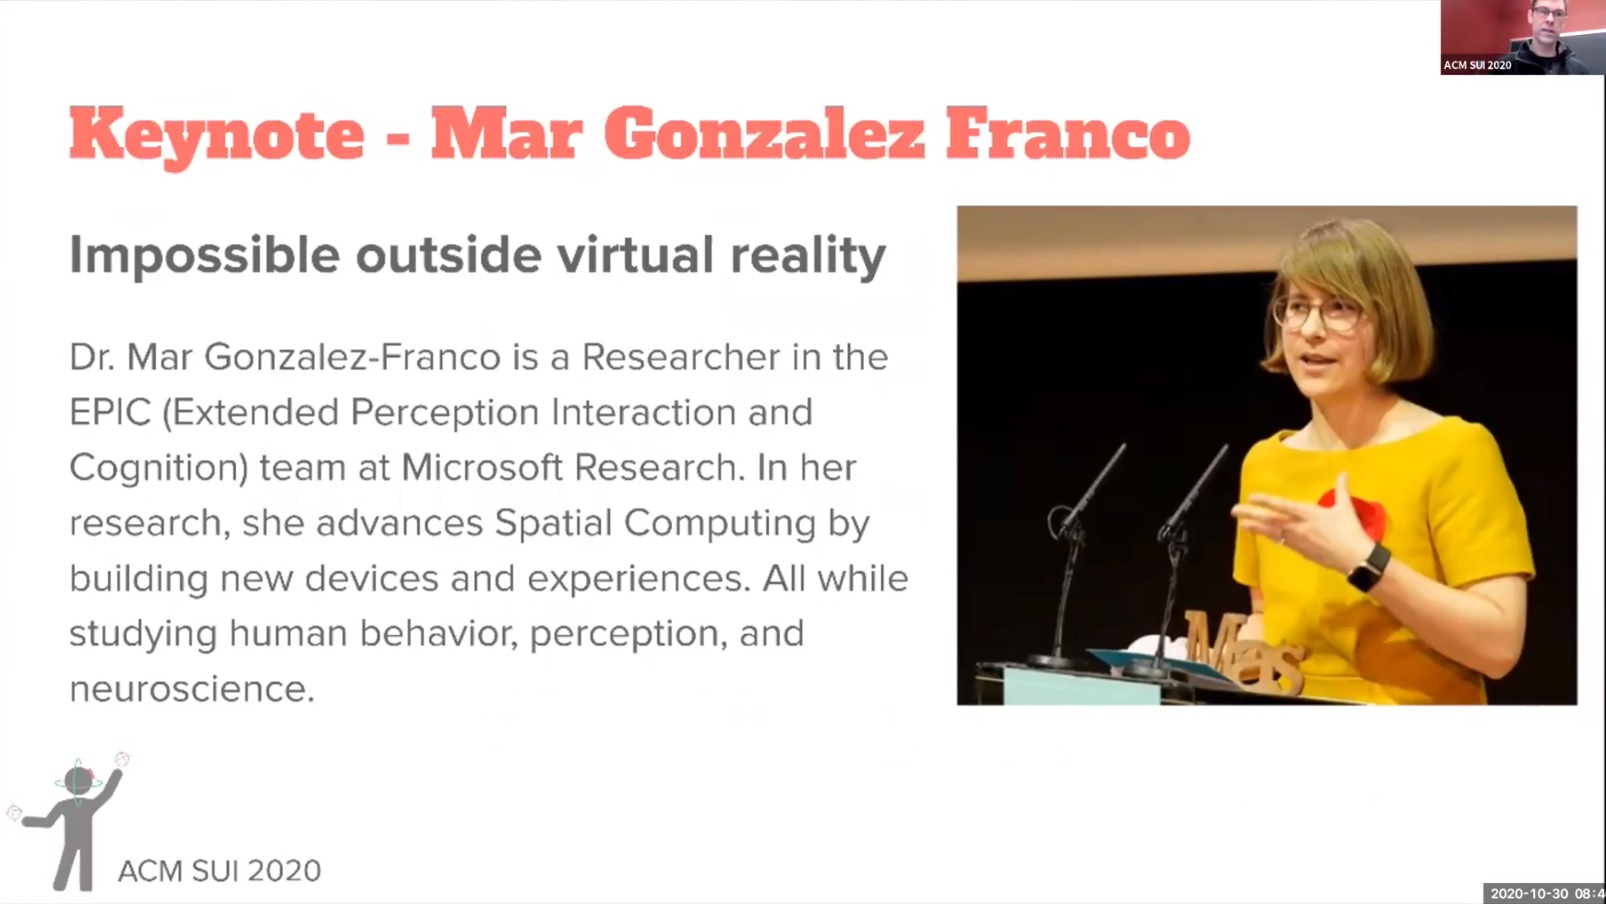 ACM SUI 2020
Keynote - Mar Gonzalez Franco
Impossible outside virtual reality
Dr. Mar Gonzalez-Franco is a Researcher in the
EPIC (Extended Perception Interaction and
Cognition) team at Microsoft Research. In her
research, she advances Spatial Computing by
building new devices and experiences. All while
studying human behavior, perception, and
neuroscience.
Mas
ACM SUI 2020
2020-10-30 08:4